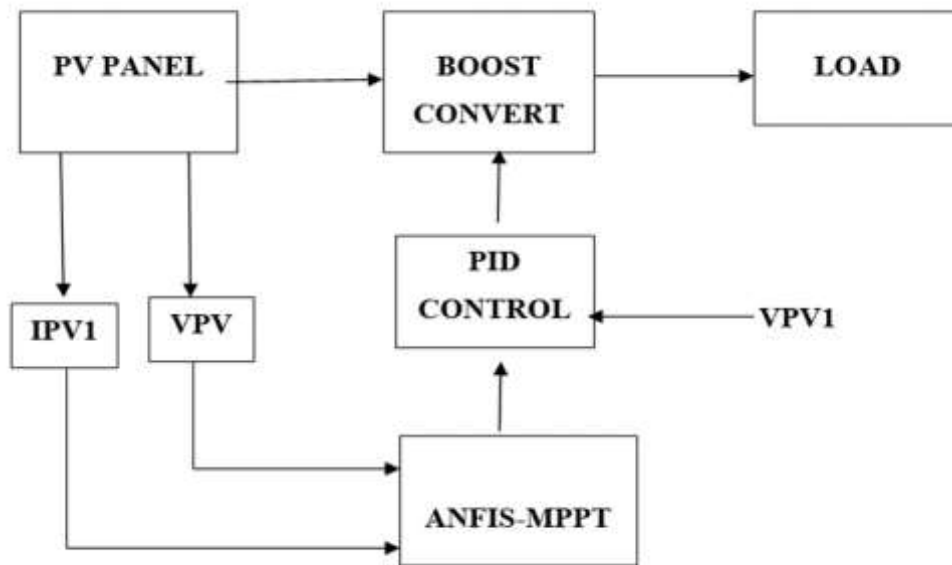 PV PANEL
BOOST
CONVERT
LOAD
PID
CONTROL
IPV1
VPV
VPV1
ANFIS-MPPT